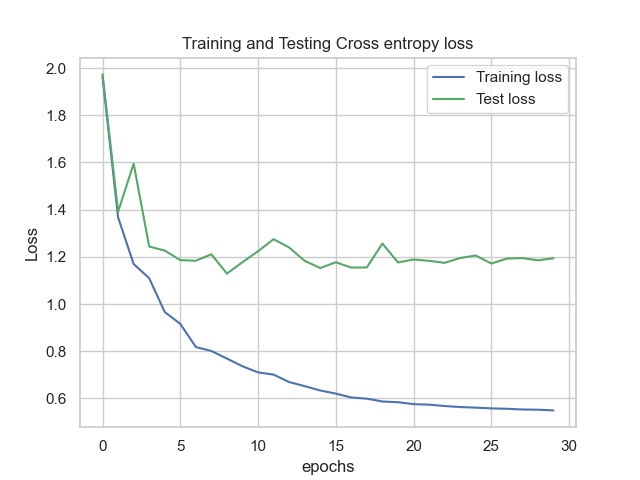 Training and Testing Cross entropy loss
Training loss
Test loss
Loss
2.0
1.8
1.6
1.4
1.2
1.0
0.8
0.6
0 5 10 15 20 25 30
epochs